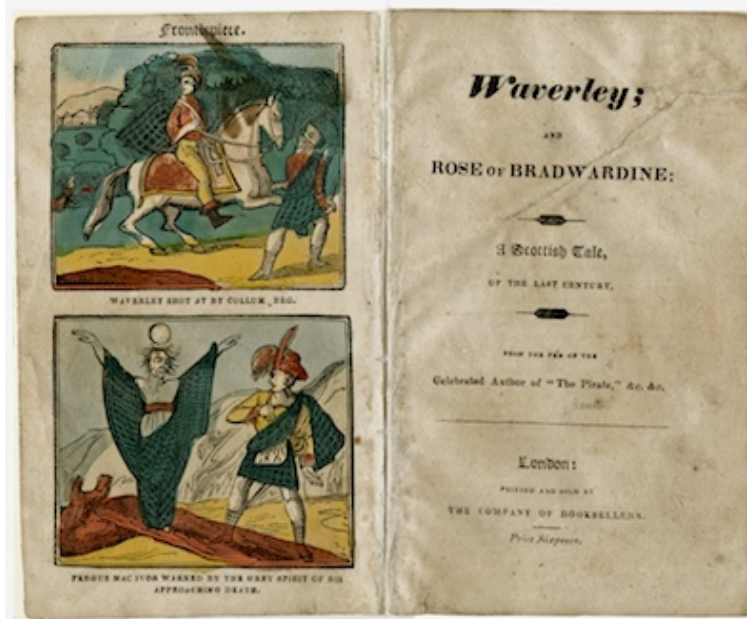 Frontispiece.
WAVERLEY SHOT AT BY COLLUM BEG.
FERGUS MAC IVOR WARNED BY THE GREY SPIRIT OF HIS
APPROACHING DEATH.
Waverley;
AND
ROSE OF BRADWARDINE:
A Scottish Tale,
OF THE LAST CENTURY,
FROM THE PEN OF THE
Celebrated Author of "The Pirate," &c. &c.
London:
PRINTED AND SOLD BY
THE COMPANY OF BOOKSELLERS.
Price Sixpence.